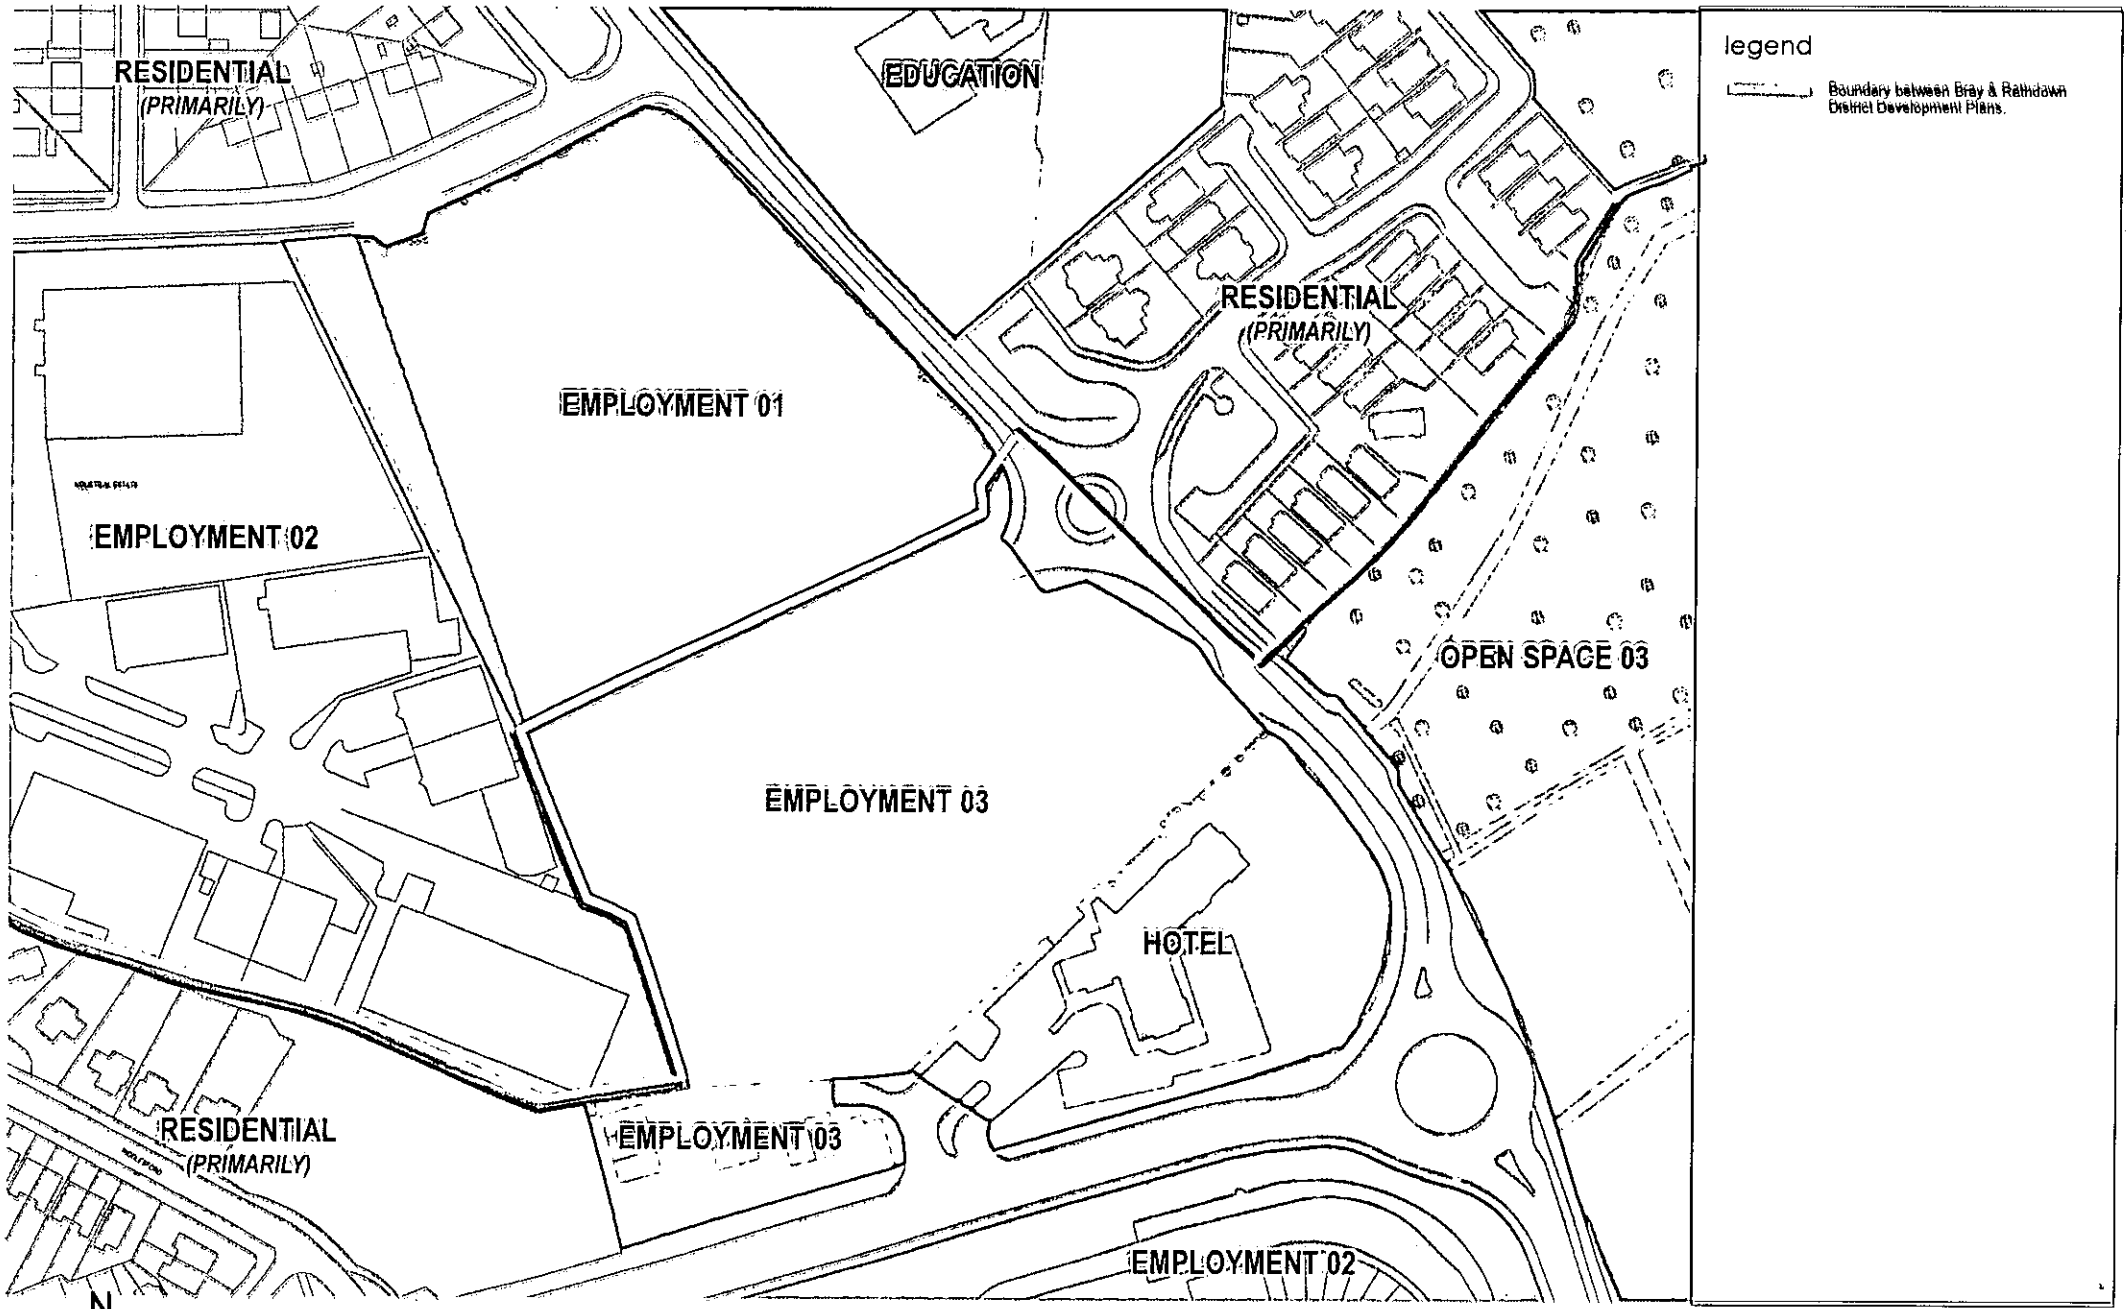 legend
Boundary between Bray & Rathdown
District Development Plans.
RESIDENTIAL
(PRIMARILY)
EDUCATION
RESIDENTIAL
(PRIMARILY)
EMPLOYMENT 01
EMPLOYMENT 02
OPEN SPACE 03
EMPLOYMENT 03
HOTEL
RESIDENTIAL
(PRIMARILY)
EMPLOYMENT 03
EMPLOYMENT 02
N